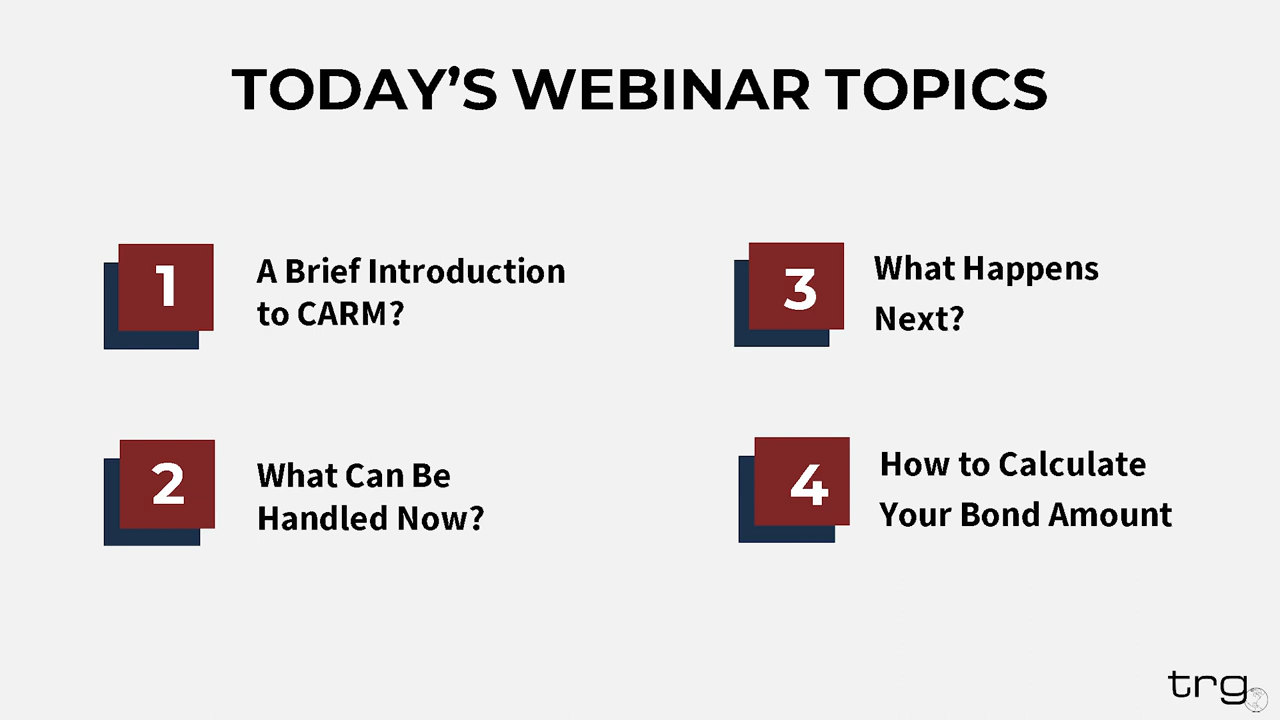 TODAY’S WEBINAR TOPICS
1
A Brief Introduction
to CARM?
2
What Can Be
Handled Now?
3
What Happens
Next?
4
How to Calculate
Your Bond Amount
trg